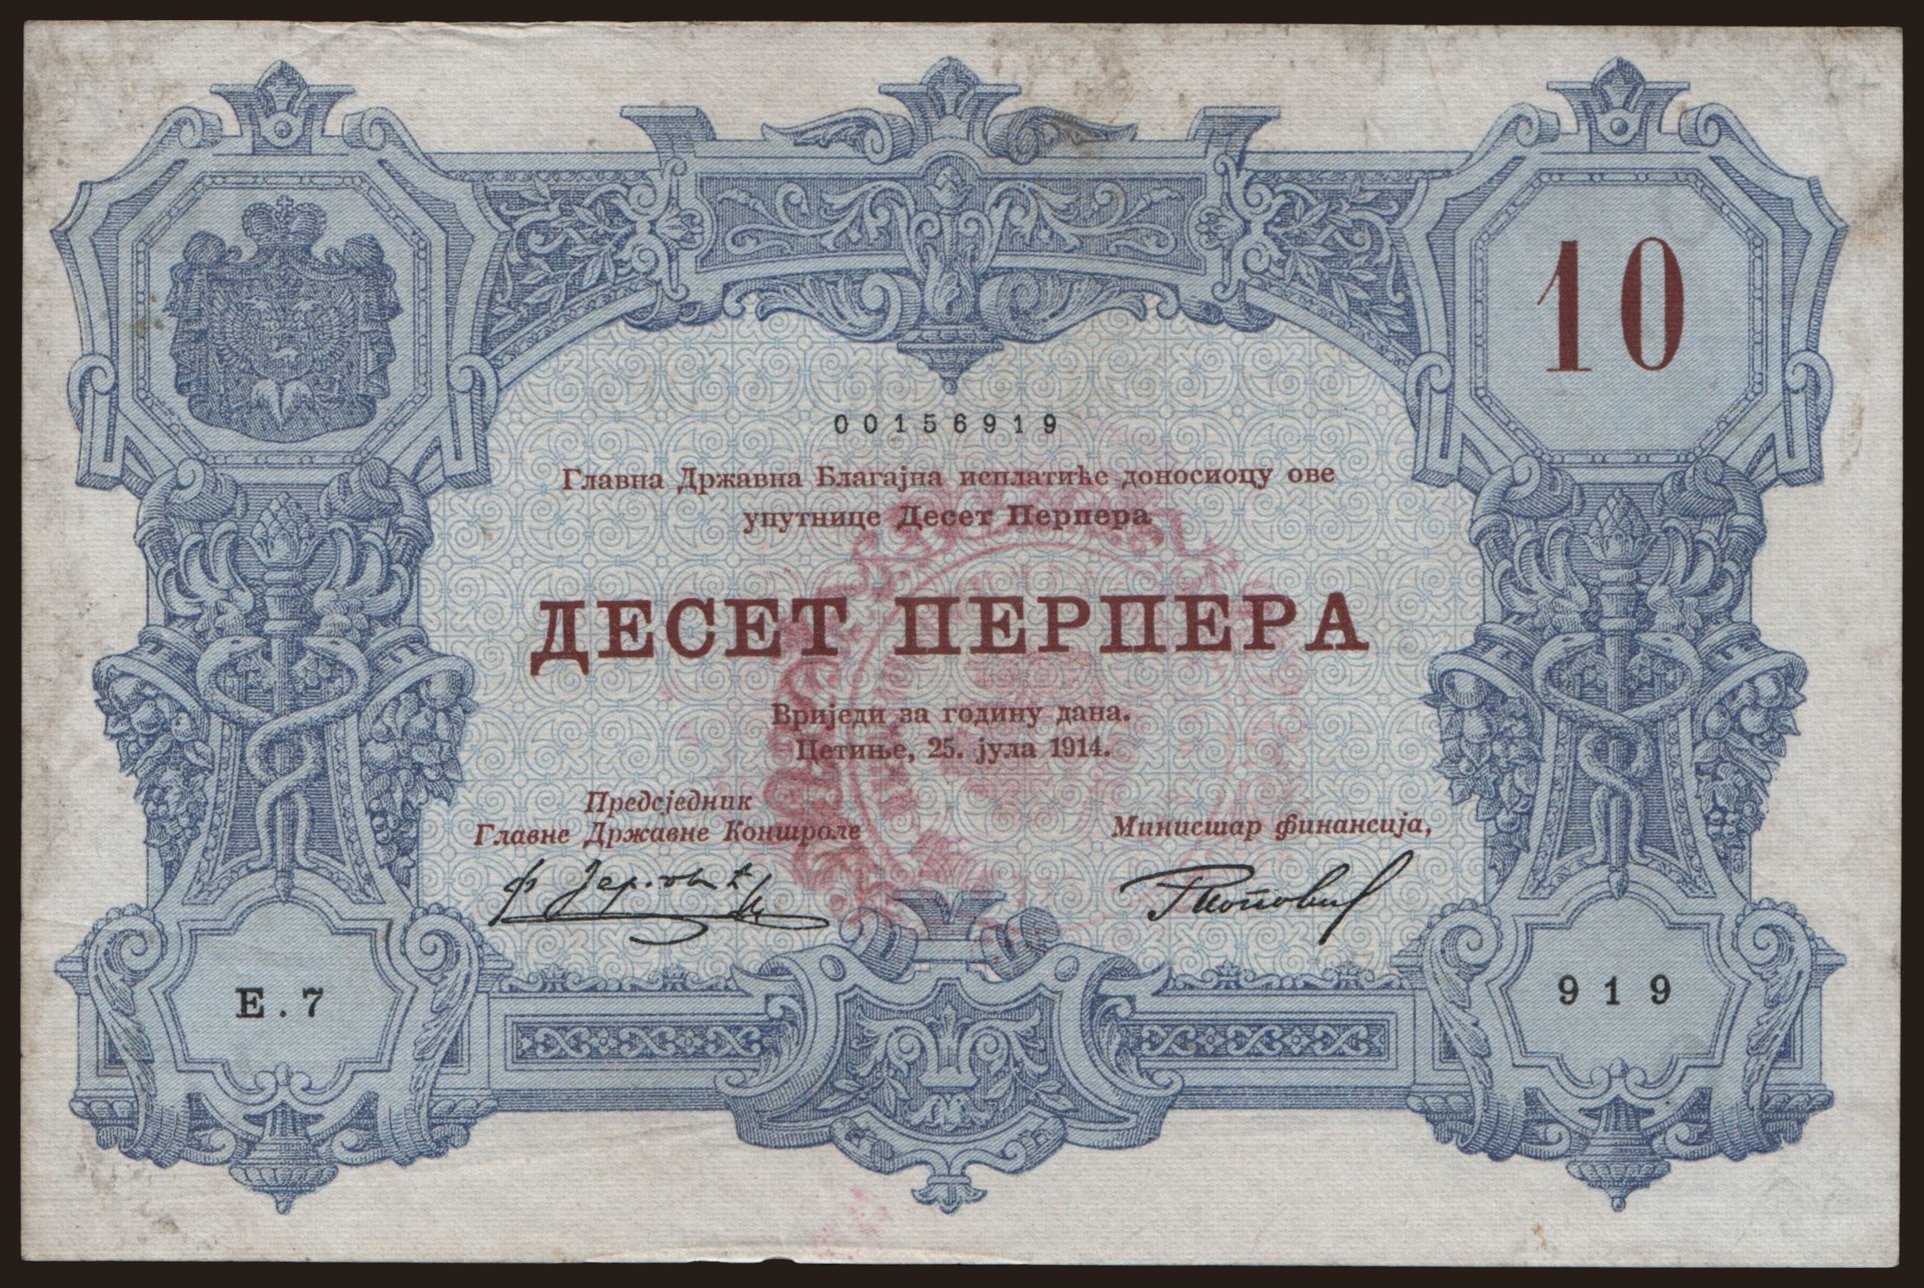 10
00156919
Главна Државна Благајна исплатиће доносиоцу ове
упутнице Десет Перпера
ДЕСЕТ ПЕРПЕРА
Вриједи за годину дана.
Цетиње, 25. јула 1914.
Предсједник
Главне Државне Контроле
Министар финансија,
Е.7
919